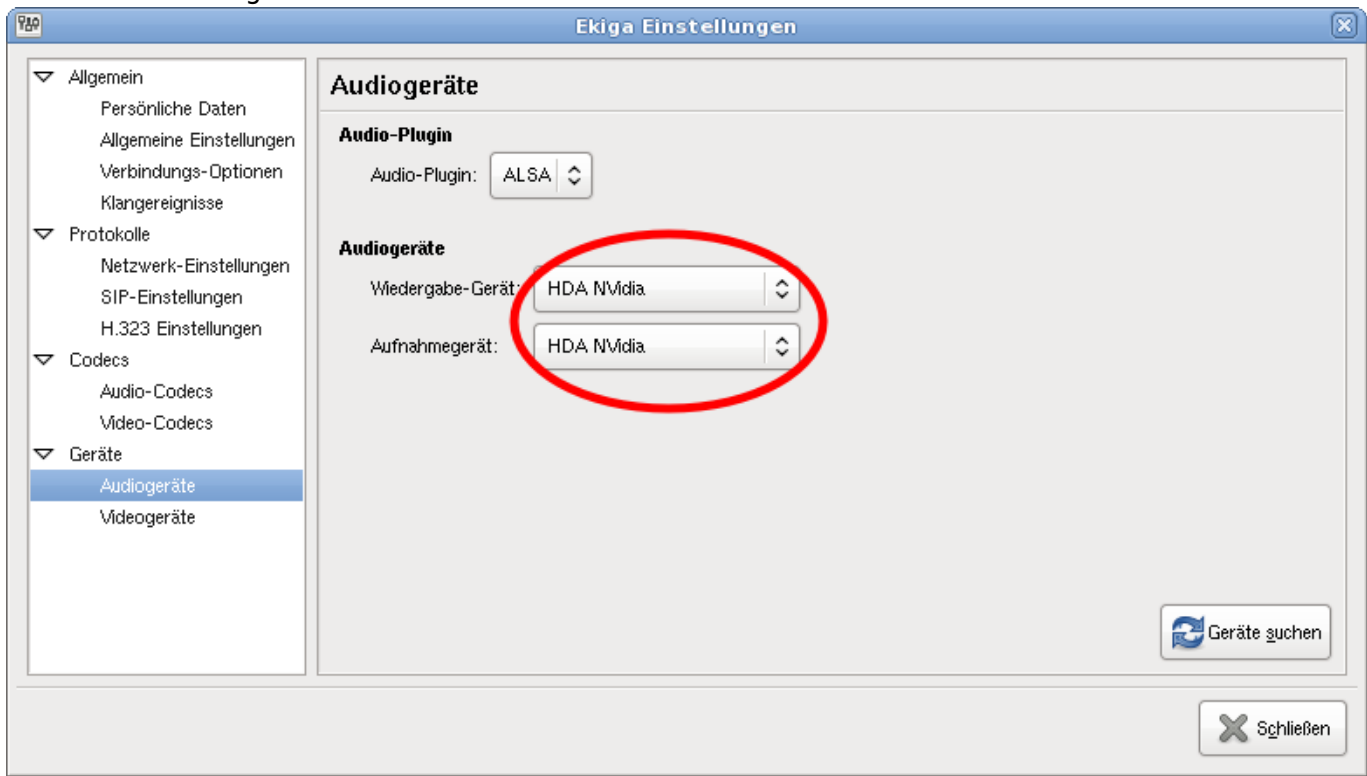 Ekiga Einstellungen
Allgemein
Persönliche Daten
Allgemeine Einstellungen
Verbindungs-Optionen
Klangereignisse
Protokolle
Netzwerk-Einstellungen
SIP-Einstellungen
H.323 Einstellungen
Codecs
Audio-Codecs
Video-Codecs
Geräte
Audiogeräte
Videogeräte
Audiogeräte
Audio-Plugin
Audio-Plugin: ALSA
Audiogeräte
Wiedergabe-Gerät: HDA NVidia
Aufnahmegerät: HDA NVidia
Geräte suchen
Schließen